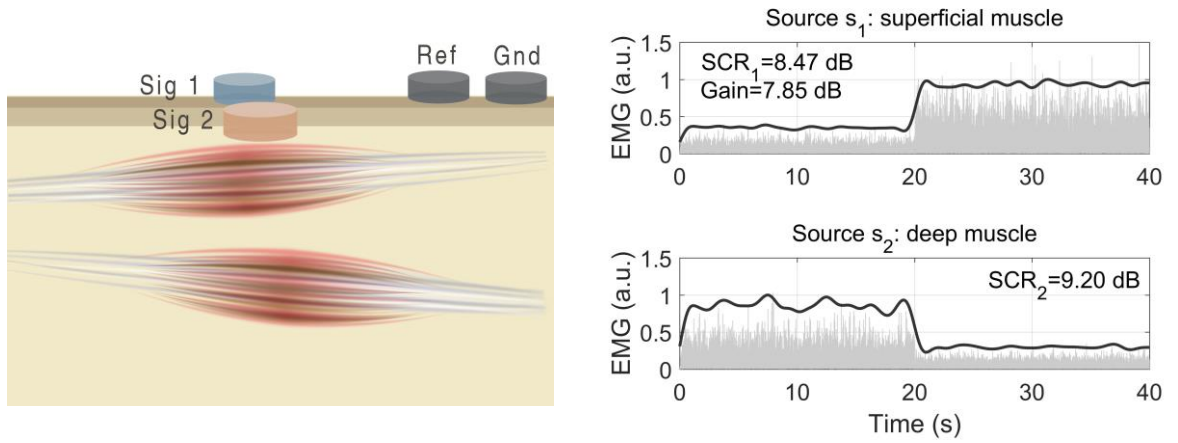 Ref Gnd
Sig 1
Sig 2
Source s₁: superficial muscle
SCR₁=8.47 dB
Gain=7.85 dB
EMG (a.u.)
1.5
1
0.5
0
0 10 20 30 40
Source s₂: deep muscle
SCR₂=9.20 dB
EMG (a.u.)
1.5
1
0.5
0
0 10 20 30 40
Time (s)